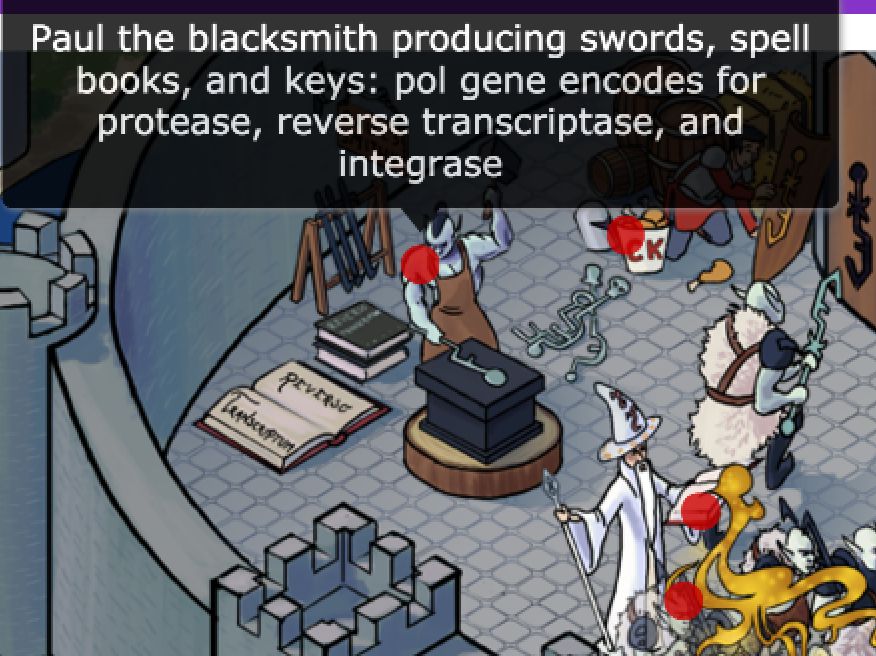 Paul the blacksmith producing swords, spell
books, and keys: pol gene encodes for
protease, reverse transcriptase, and
integrase
CK
reverse
transcription